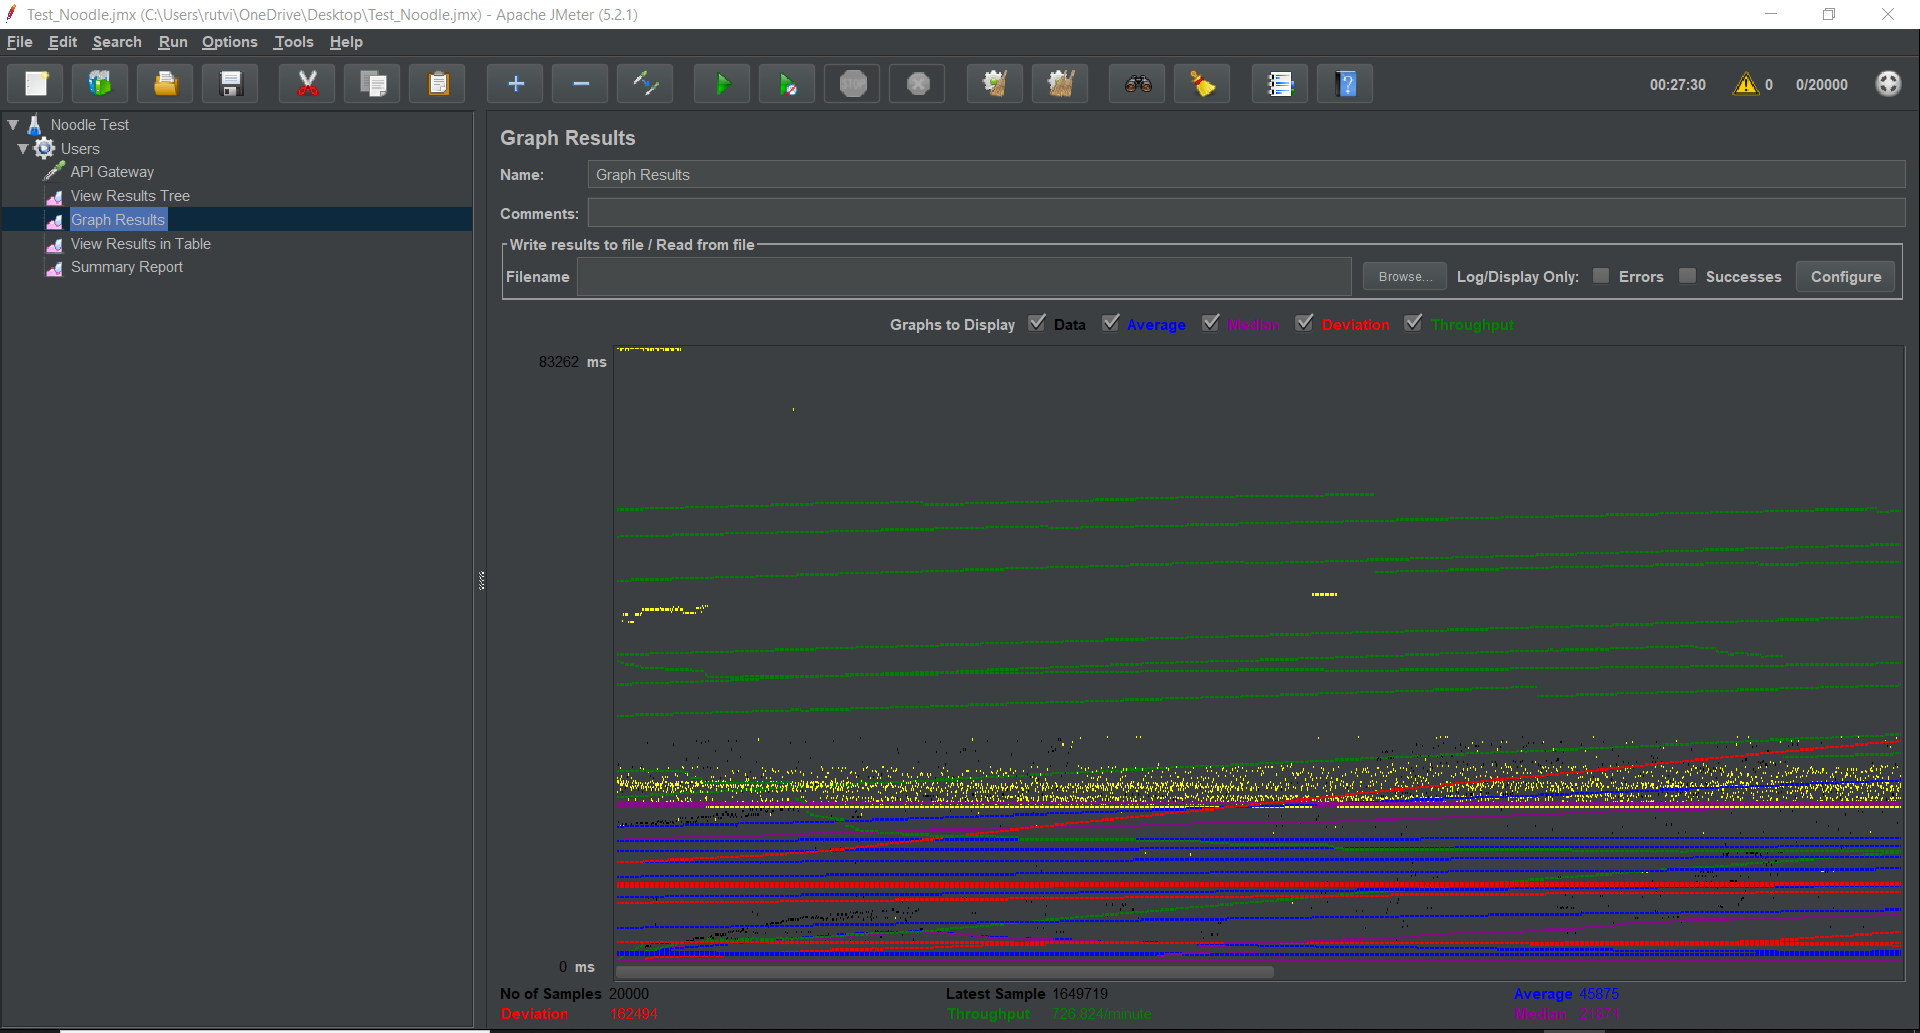 Test_Noodle.jmx (C:\Users\rutvi\OneDrive\Desktop\Test_Noodle.jmx) - Apache JMeter (5.2.1)
File Edit Search Run Options Tools Help
STOP
00:27:30 0 0/20000
Noodle Test
Users
API Gateway
View Results Tree
Graph Results
View Results in Table
Summary Report
Graph Results
Name: Graph Results
Comments:
Write results to file / Read from file
Filename Browse... Log/Display Only: Errors Successes Configure
Graphs to Display Data Average Median Deviation Throughput
83262 ms
0 ms
No of Samples 20000 Latest Sample 1649719 Average 45875
Deviation 162494 Throughput 728.824/minute Median 21674